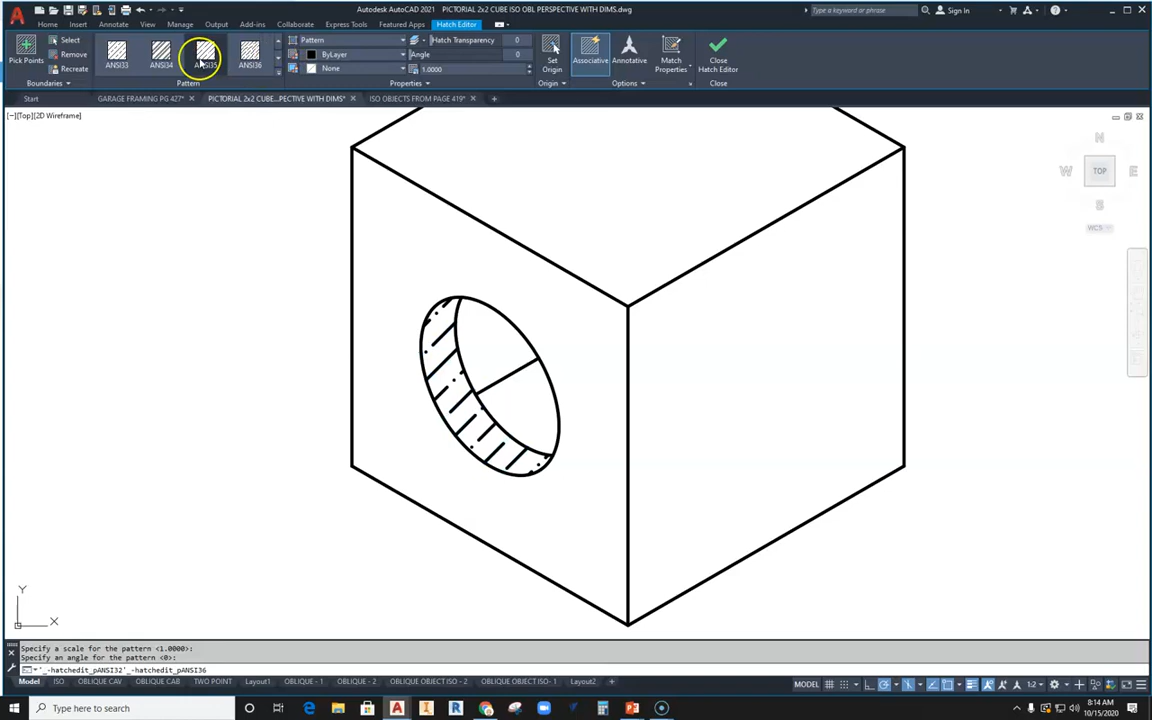 Autodesk AutoCAD 2021 PICTORIAL 2x2 CUBE ISO OBL PERSPECTIVE WITH DIMS.dwg
Type a keyword or phrase
Sign In
Home Insert Annotate View Manage Output Add-ins Collaborate Express Tools Featured Apps Hatch Editor
Pick Points
Select
Remove
Recreate
Boundaries
ANSI33 ANSI34 ANSI35 ANSI36
Pattern
Pattern
ByLayer
None
Hatch Transparency 0
Angle 0
1.0000
Properties
Set Origin
Origin
Associative
Annotative
Match Properties
Options
Close Hatch Editor
Close
Start GARAGE FRAMING PG 427* PICTORIAL 2x2 CUBE...PECTIVE WITH DIMS* ISO OBJECTS FROM PAGE 419*
[−][Top][2D Wireframe]
N
W TOP E
S
WCS
Y
X
Specify a scale for the pattern <1.0000>:
Specify an angle for the pattern <0>:
'_-hatchedit_pANSI32'_-hatchedit_pANSI36
Model ISO OBLIQUE CAV OBLIQUE CAB TWO POINT Layout1 OBLIQUE - 1 OBLIQUE - 2 OBLIQUE OBJECT ISO - 2 OBLIQUE OBJECT ISO- 1 Layout2
MODEL
1:2
Type here to search
8:14 AM
10/15/2020